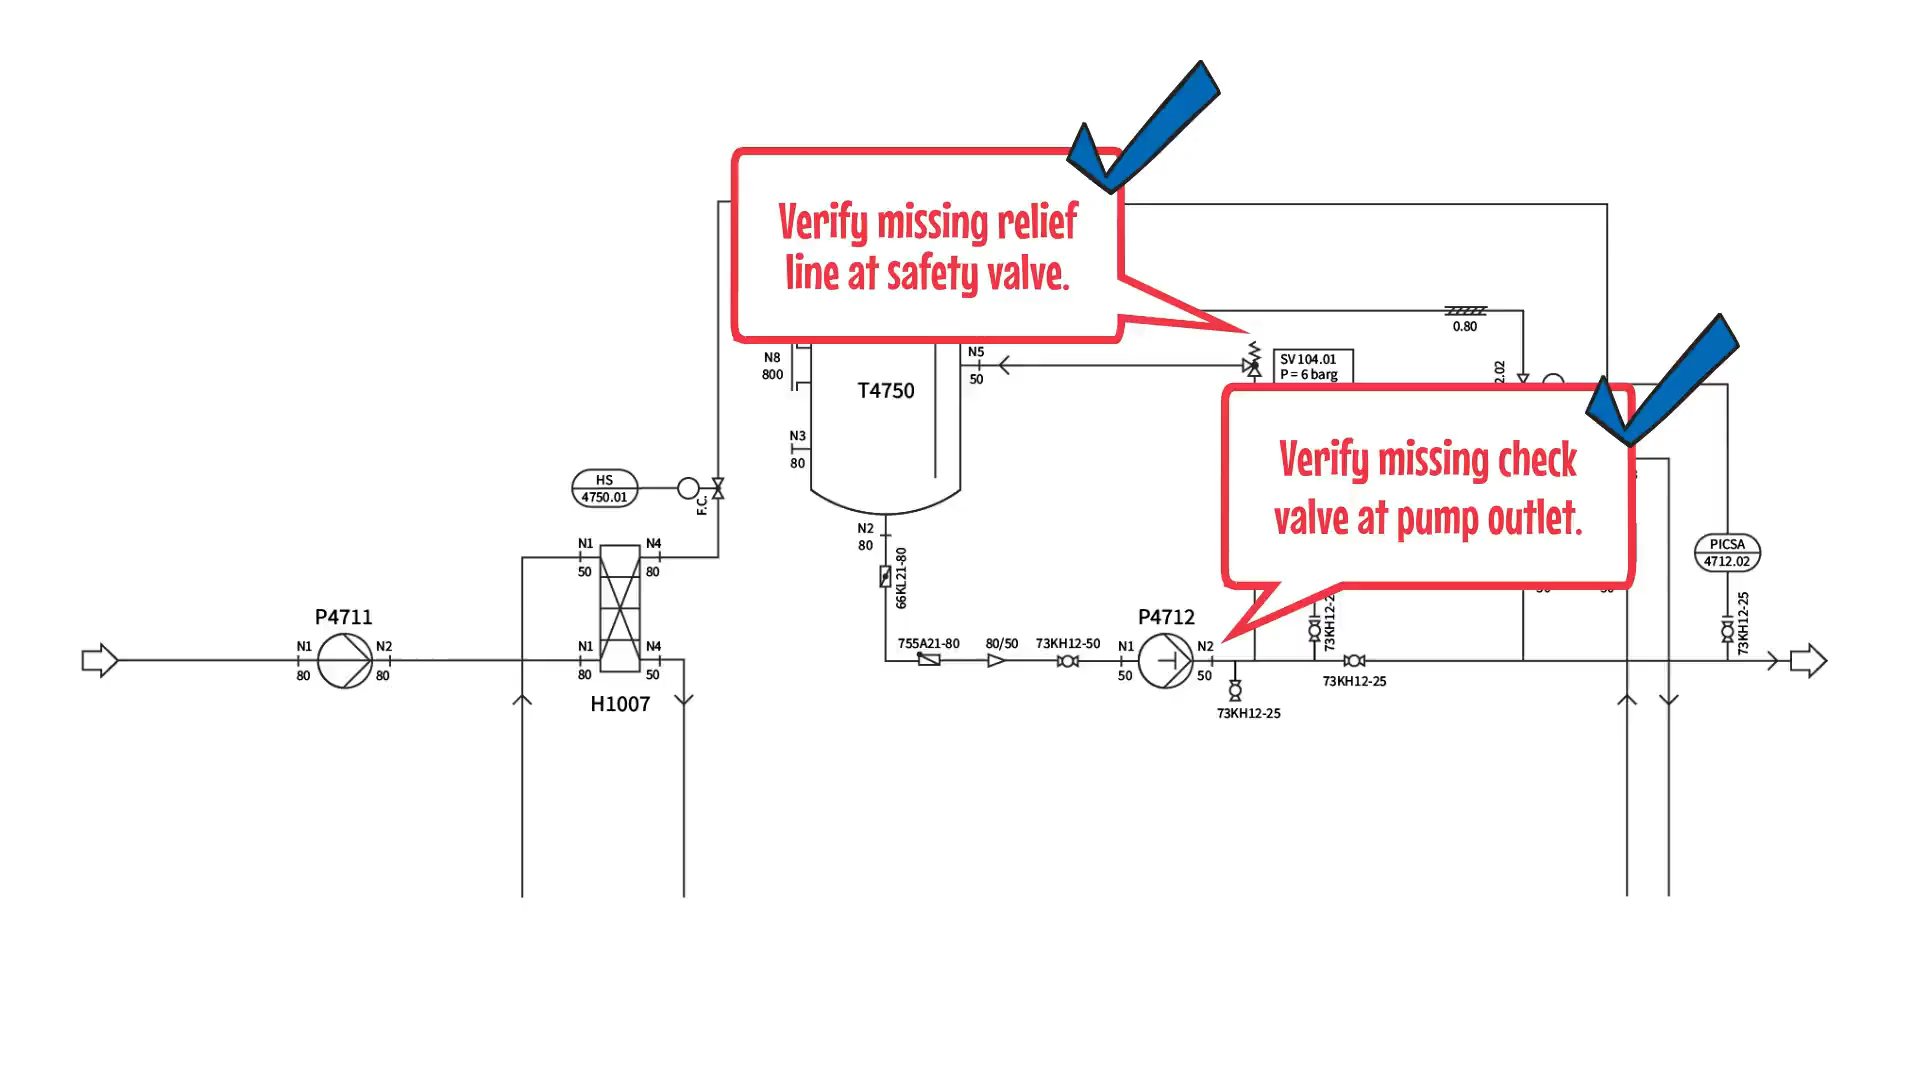 Verify missing relief
line at safety valve.
0.80
N8
800
T4750
N5
50
SV 104.01
P = 6 barg
2.02
N3
80
Verify missing check
valve at pump outlet.
HS
4750.01
F.C.
N1
50
N4
80
N2
80
66KL21-80
PICSA
4712.02
73KH12-25
P4711
N1
80
N2
80
N1
80
N4
50
H1007
755A21-80
80/50
73KH12-50
P4712
N1
50
N2
50
73KH12-25
73KH12-25